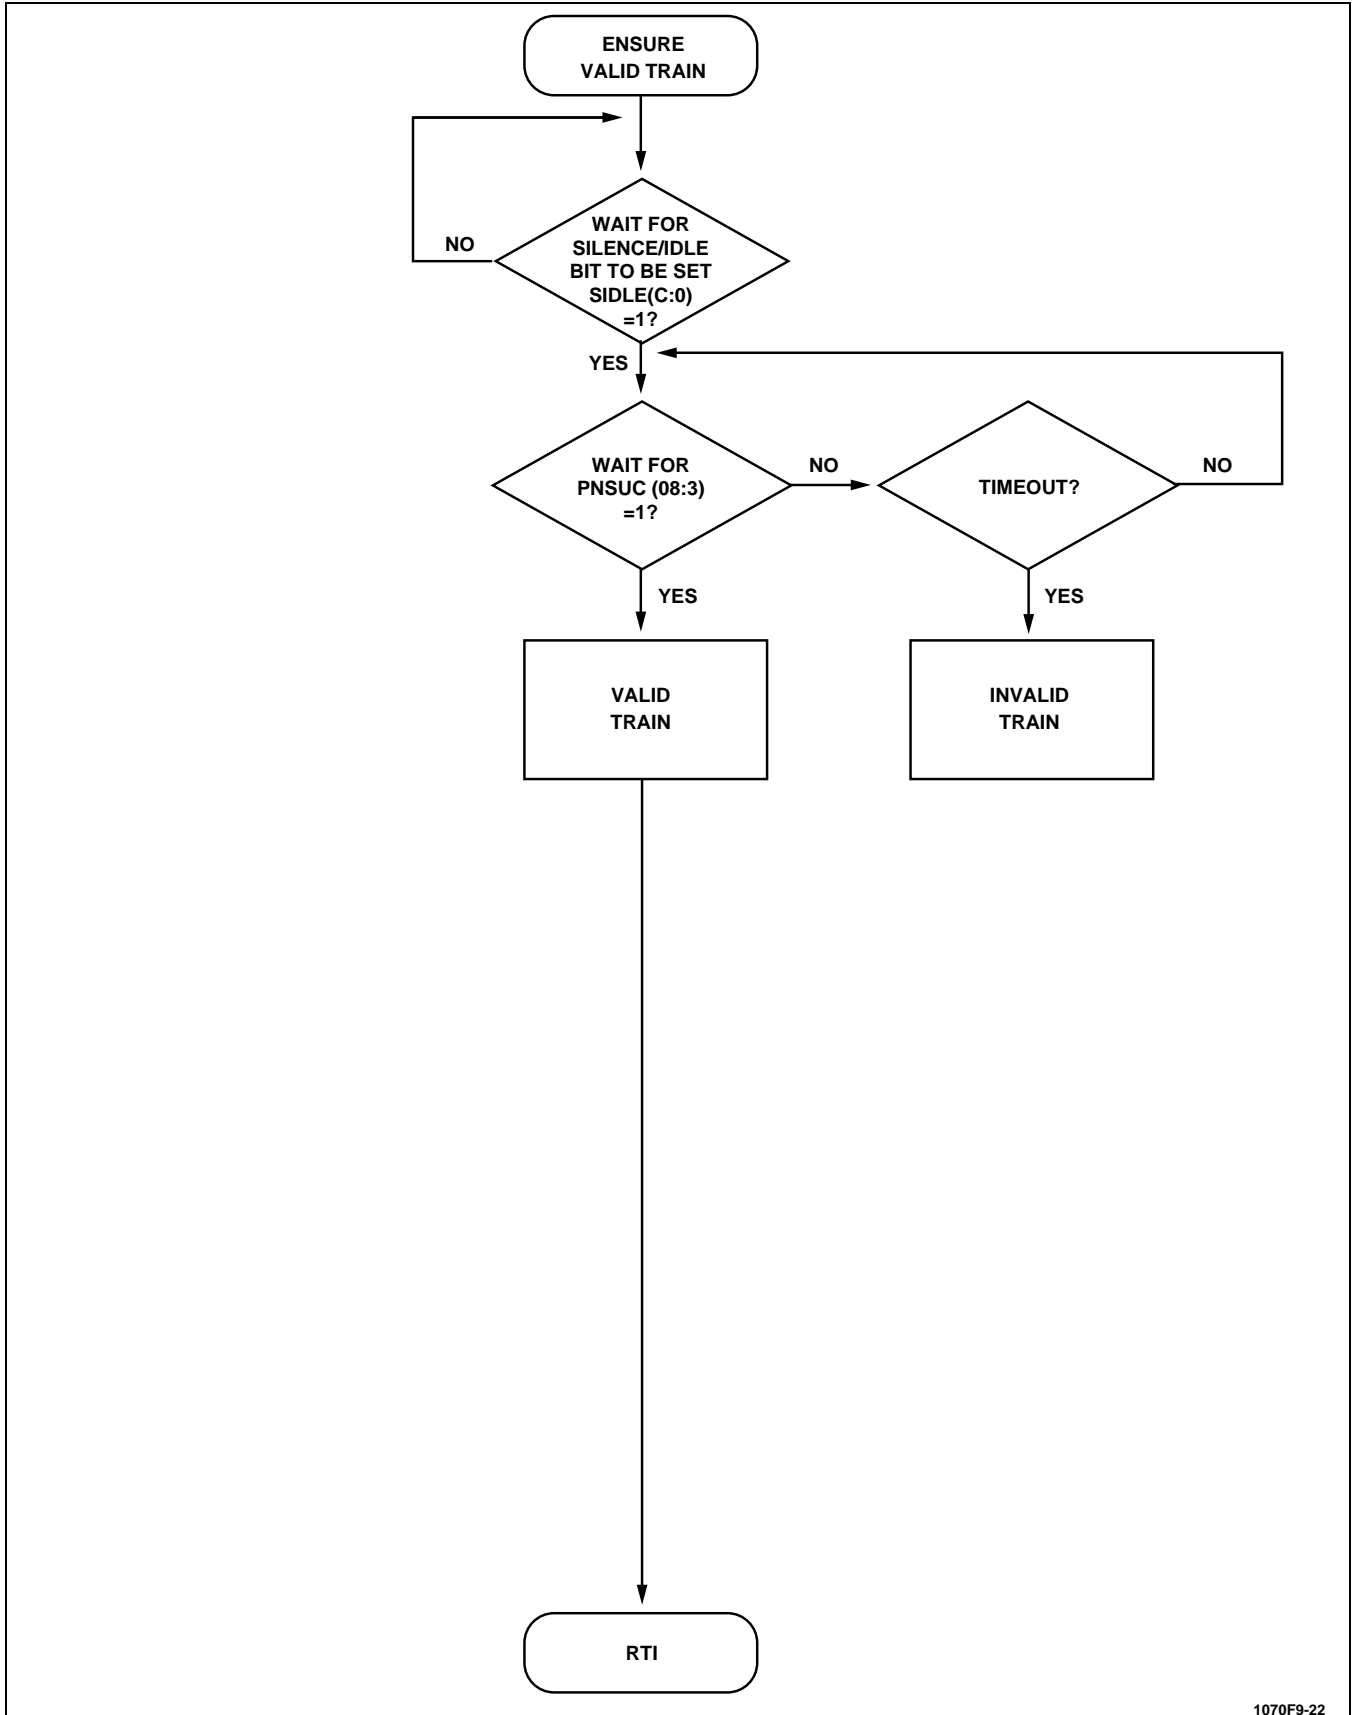 ENSURE
VALID TRAIN
WAIT FOR
SILENCE/IDLE
BIT TO BE SET
SIDLE(C:0)
=1?
NO
YES
WAIT FOR
PNSUC (08:3)
=1?
NO
TIMEOUT?
NO
YES
YES
VALID
TRAIN
INVALID
TRAIN
RTI
1070F9-22